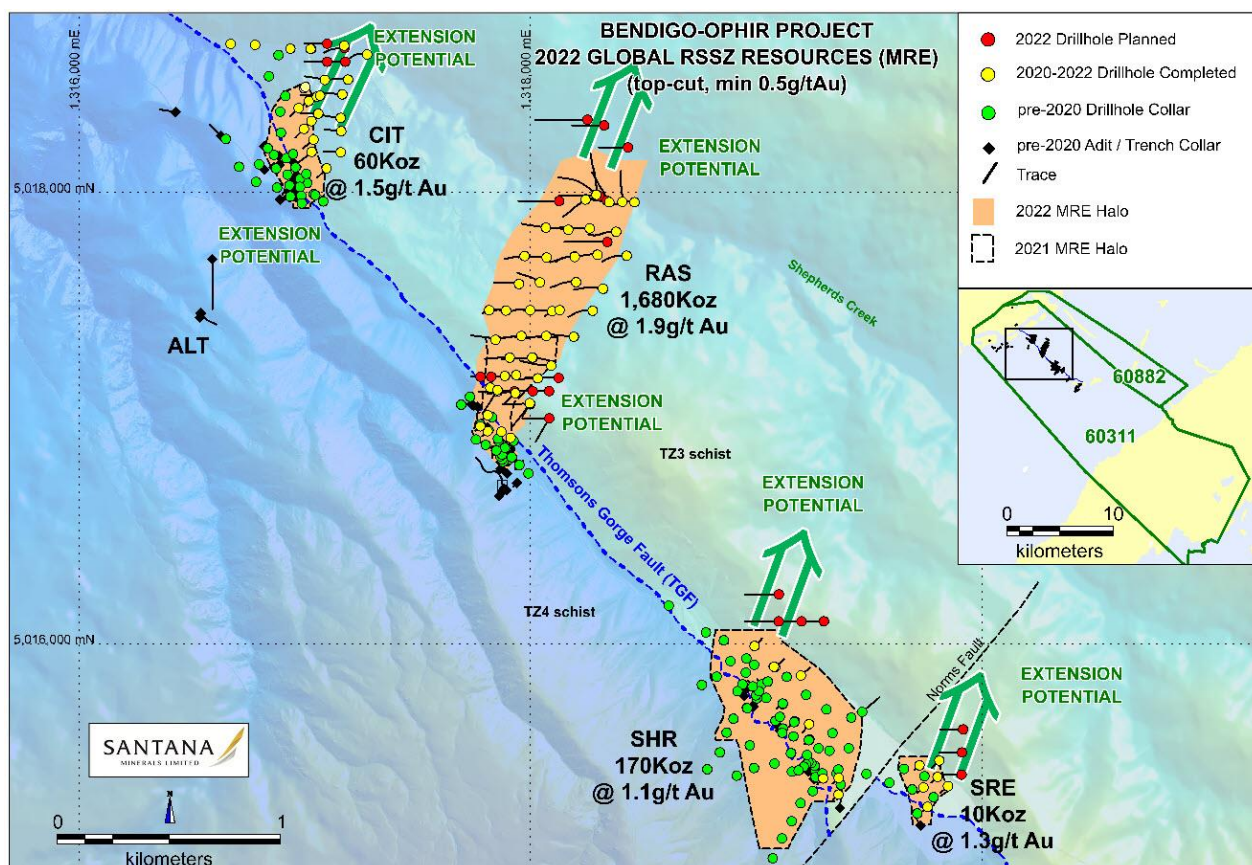 BENDIGO-OPHIR PROJECT
2022 GLOBAL RSSZ RESOURCES (MRE)
(top-cut, min 0.5g/tAu)
1,316,000 mE
1,318,000 mE
5,018,000 mN
5,016,000 mN
EXTENSION
POTENTIAL
CIT
60Koz
@ 1.5g/t Au
EXTENSION
POTENTIAL
EXTENSION
POTENTIAL
ALT
RAS
1,680Koz
@ 1.9g/t Au
Shepherds Creek
EXTENSION
POTENTIAL
TZ3 schist
Thomsons Gorge Fault (TGF)
TZ4 schist
EXTENSION
POTENTIAL
Norms Fault
EXTENSION
POTENTIAL
SHR
170Koz
@ 1.1g/t Au
SRE
10Koz
@ 1.3g/t Au
SANTANA
MINERALS LIMITED
N
0 1
kilometers
2022 Drillhole Planned
2020-2022 Drillhole Completed
pre-2020 Drillhole Collar
pre-2020 Adit / Trench Collar
Trace
2022 MRE Halo
2021 MRE Halo
60882
60311
0 10
kilometers